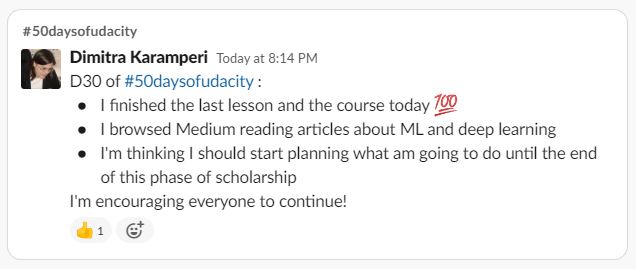 #50daysofudacity
Dimitra Karamperi Today at 8:14 PM
D30 of #50daysofudacity :
• I finished the last lesson and the course today 💯
• I browsed Medium reading articles about ML and deep learning
• I'm thinking I should start planning what am going to do until the end
of this phase of scholarship
I'm encouraging everyone to continue!
👍 1